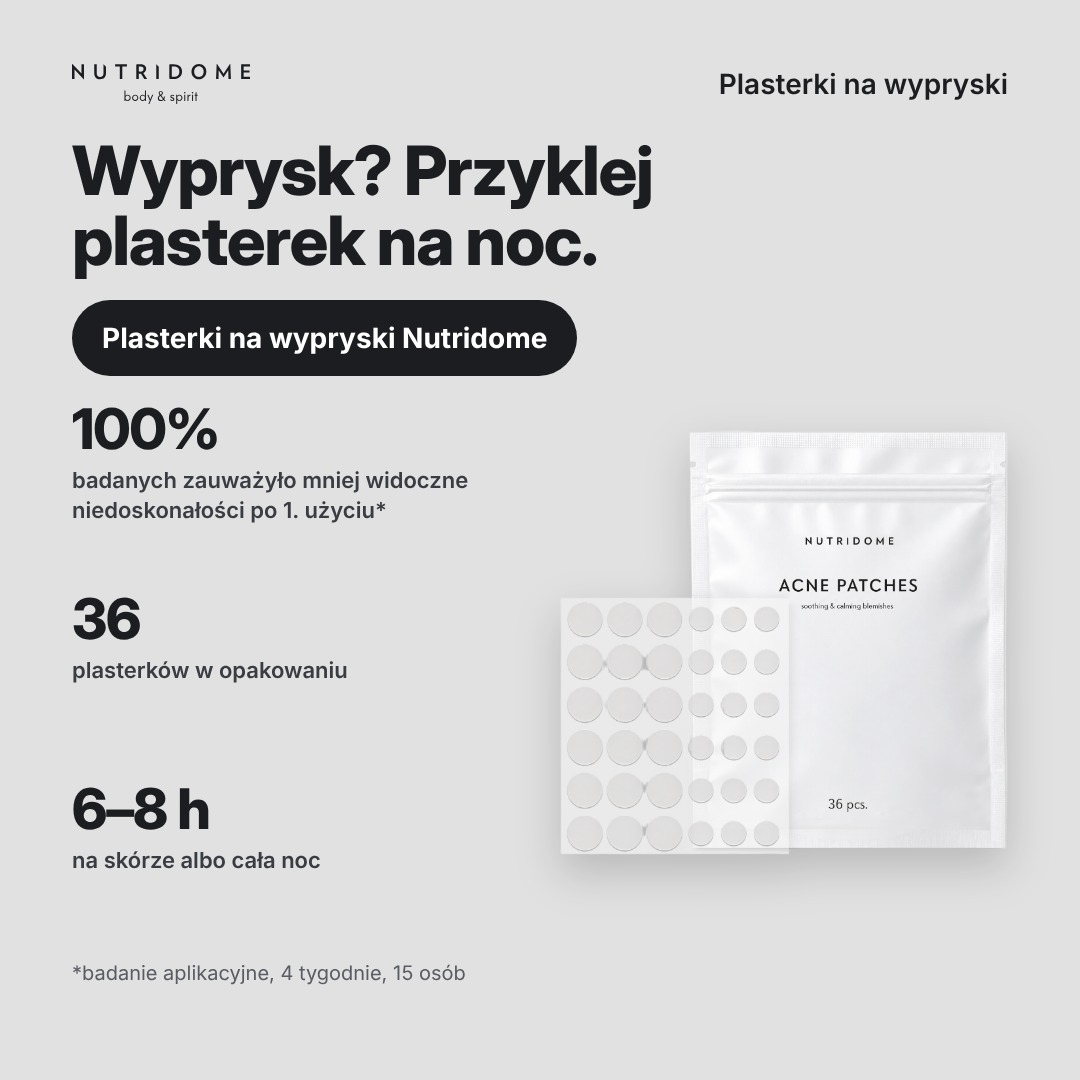 NUTRIDOME
body & spirit
Plasterki na wypryski
Wyprysk? Przyklej
plasterek na noc.
Plasterki na wypryski Nutridome
100%
badanych zauważyło mniej widoczne
niedoskonałości po 1. użyciu*
36
plasterków w opakowaniu
6–8 h
na skórze albo cała noc
*badanie aplikacyjne, 4 tygodnie, 15 osób
NUTRIDOME
ACNE PATCHES
soothing & calming blemishes
36 pcs.